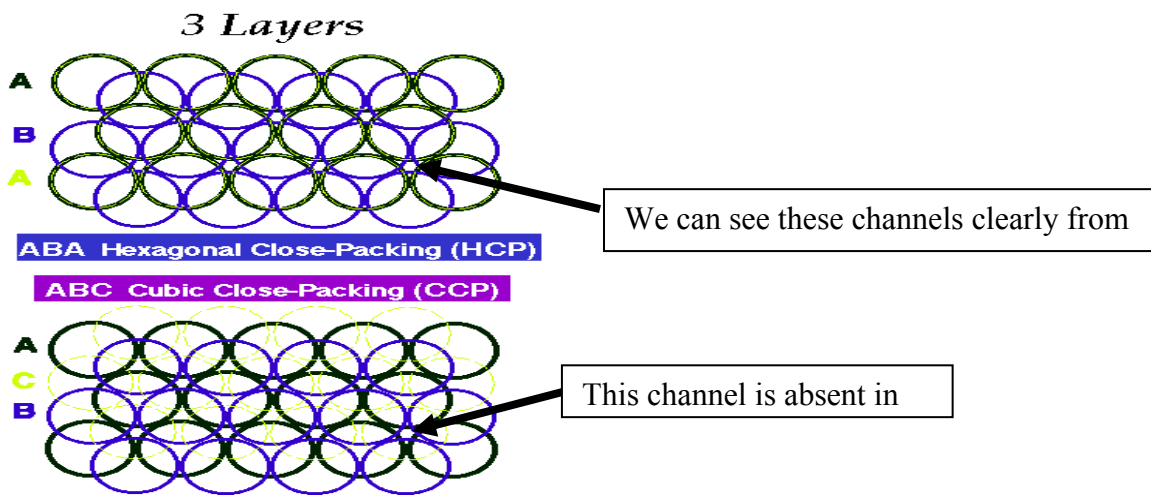 3 Layers
A
B
A
We can see these channels clearly from
ABA Hexagonal Close-Packing (HCP)
ABC Cubic Close-Packing (CCP)
A
C
B
This channel is absent in